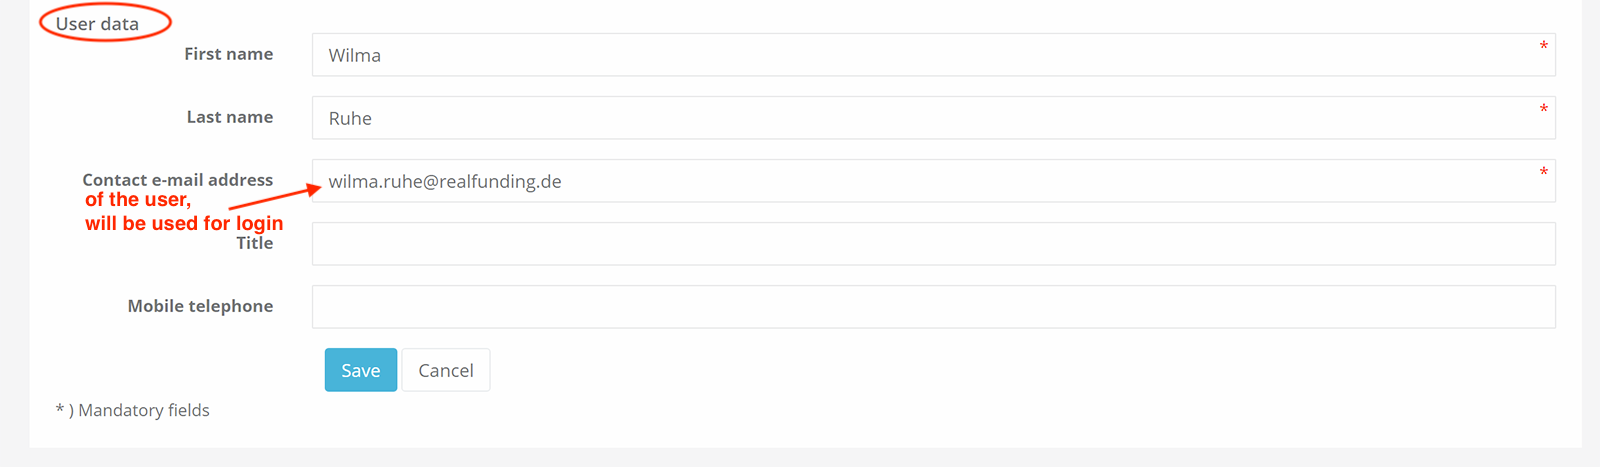 User data
First name
Wilma
*
Last name
Ruhe
*
Contact e-mail address
wilma.ruhe@realfunding.de
*
of the user,
will be used for login
Title
Mobile telephone
Save
Cancel
* ) Mandatory fields